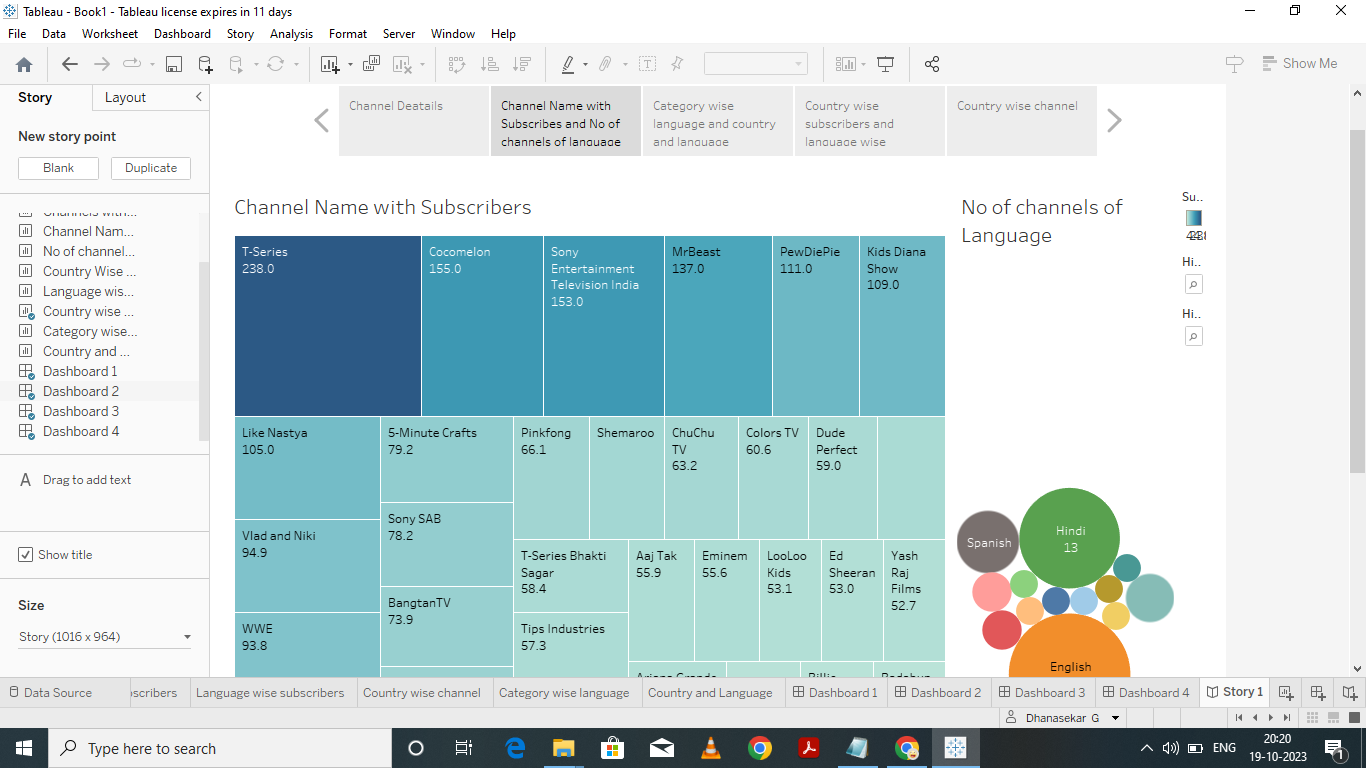 Tableau - Book1 - Tableau license expires in 11 days
File Data Worksheet Dashboard Story Analysis Format Server Window Help
Show Me
Story Layout
New story point
Blank Duplicate
Channel Nam...
No of channel...
Country Wise ...
Language wis...
Country wise ...
Category wise...
Country and ...
Dashboard 1
Dashboard 2
Dashboard 3
Dashboard 4
A Drag to add text
Show title
Size
Story (1016 x 964)
Channel Deatails
Channel Name with
Subscribes and No of
channels of language
Category wise
language and country
and language
Country wise
subscribers and
language wise
Country wise channel
Channel Name with Subscribers
T-Series
238.0
Cocomelon
155.0
Sony
Entertainment
Television India
153.0
MrBeast
137.0
PewDiePie
111.0
Kids Diana
Show
109.0
Like Nastya
105.0
5-Minute Crafts
79.2
Pinkfong
66.1
Shemaroo
ChuChu
TV
63.2
Colors TV
60.6
Dude
Perfect
59.0
Vlad and Niki
94.9
Sony SAB
78.2
T-Series Bhakti
Sagar
58.4
Aaj Tak
55.9
Eminem
55.6
LooLoo
Kids
53.1
Ed
Sheeran
53.0
Yash
Raj
Films
52.7
WWE
93.8
BangtanTV
73.9
Tips Industries
57.3
No of channels of
Language
Su..
Hi..
Hi..
Spanish
Hindi
13
English
Data Source
Language wise subscribers
Country wise channel
Category wise language
Country and Language
Dashboard 1
Dashboard 2
Dashboard 3
Dashboard 4
Story 1
Dhanasekar G
Type here to search
ENG
20:20
19-10-2023
1